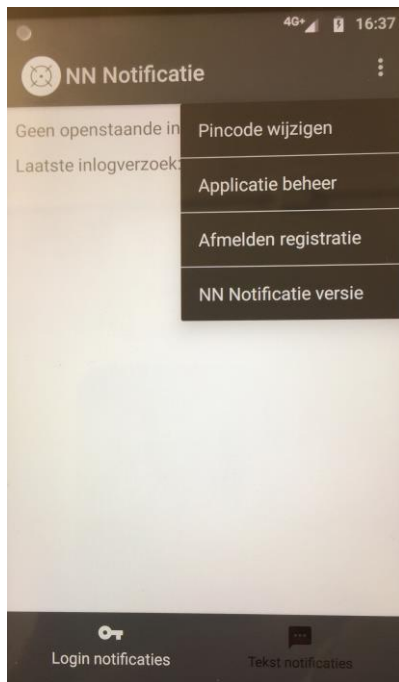 4G+ 16:37
NN Notificatie
Geen openstaande in
Laatste inlogverzoek:
Pincode wijzigen
Applicatie beheer
Afmelden registratie
NN Notificatie versie
Login notificaties
Tekst notificaties